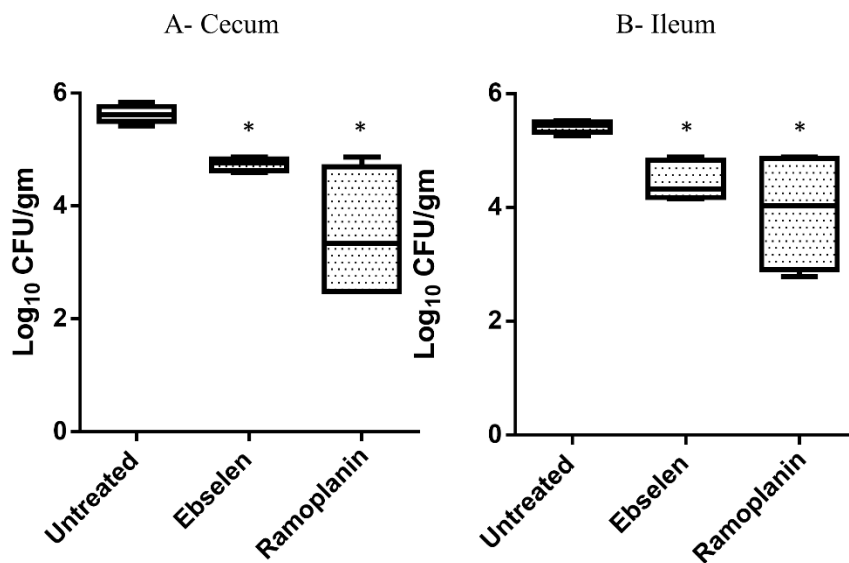 A- Cecum
Log10 CFU/gm
6
4
2
0
*
*
Untreated
Ebselen
Ramoplanin
B- Ileum
Log10 CFU/gm
6
4
2
0
*
*
Untreated
Ebselen
Ramoplanin